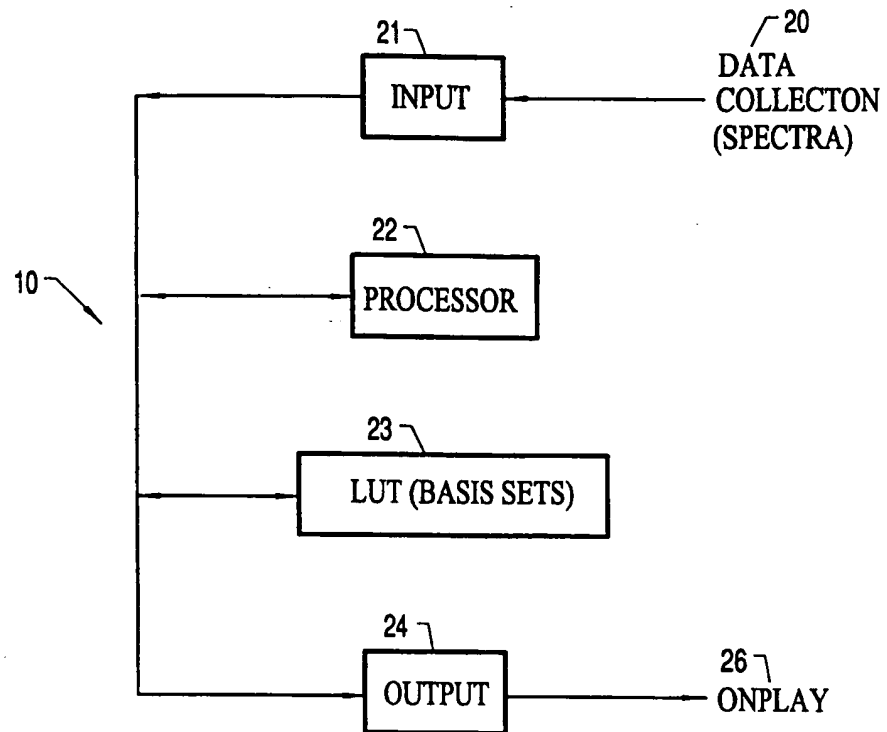 20
DATA
COLLECTON
(SPECTRA)
21
INPUT
22
PROCESSOR
10
23
LUT (BASIS SETS)
24
OUTPUT
26
ONPLAY